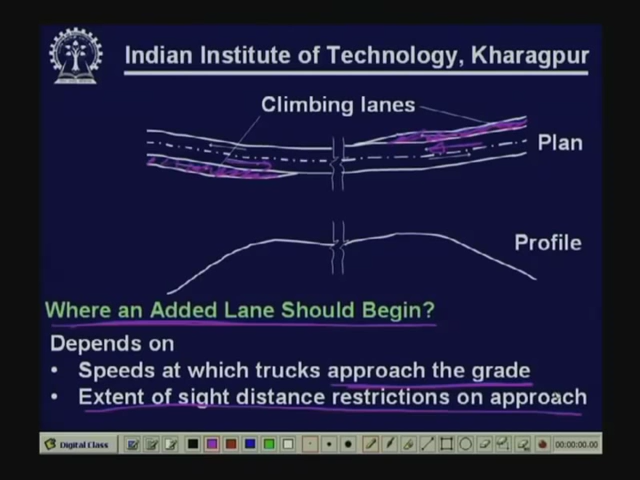 Indian Institute of Technology, Kharagpur
Climbing lanes
Plan
Profile
Where an Added Lane Should Begin?
Depends on
• Speeds at which trucks approach the grade
• Extent of sight distance restrictions on approach
Digital Class
00:00:00.00